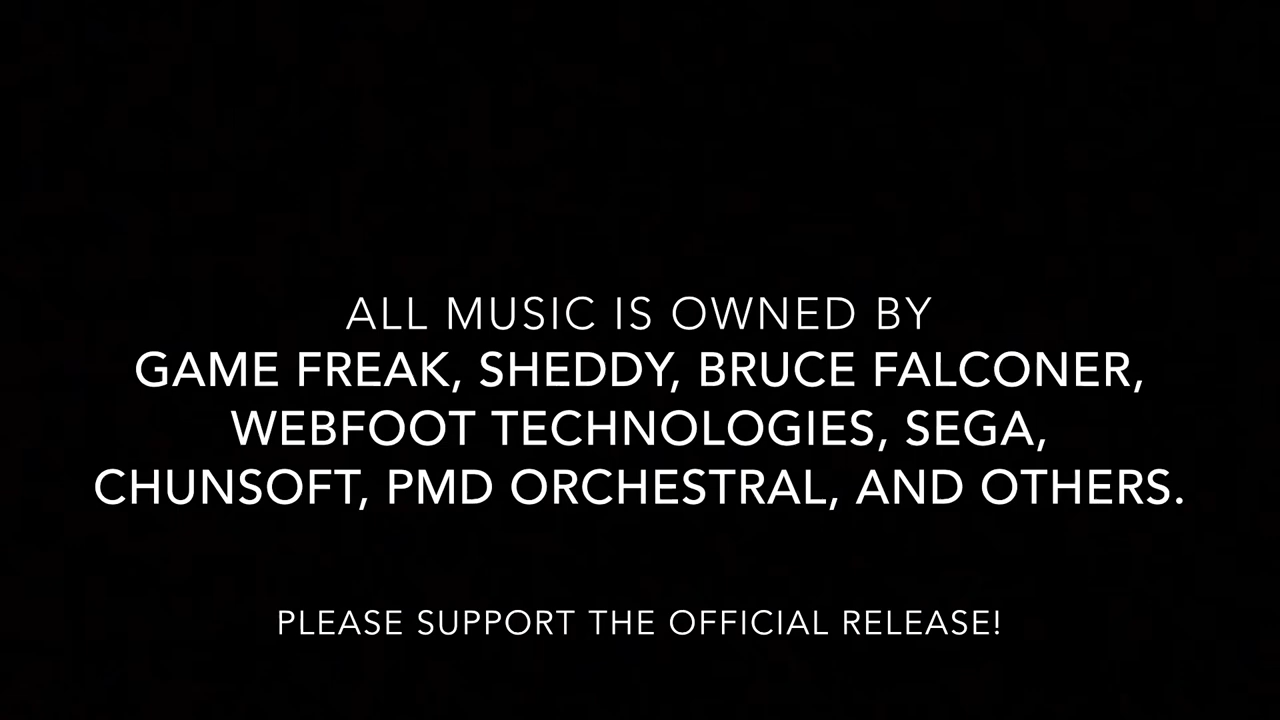 ALL MUSIC IS OWNED BY
GAME FREAK, SHEDDY, BRUCE FALCONER,
WEBFOOT TECHNOLOGIES, SEGA,
CHUNSOFT, PMD ORCHESTRAL, AND OTHERS.
PLEASE SUPPORT THE OFFICIAL RELEASE!